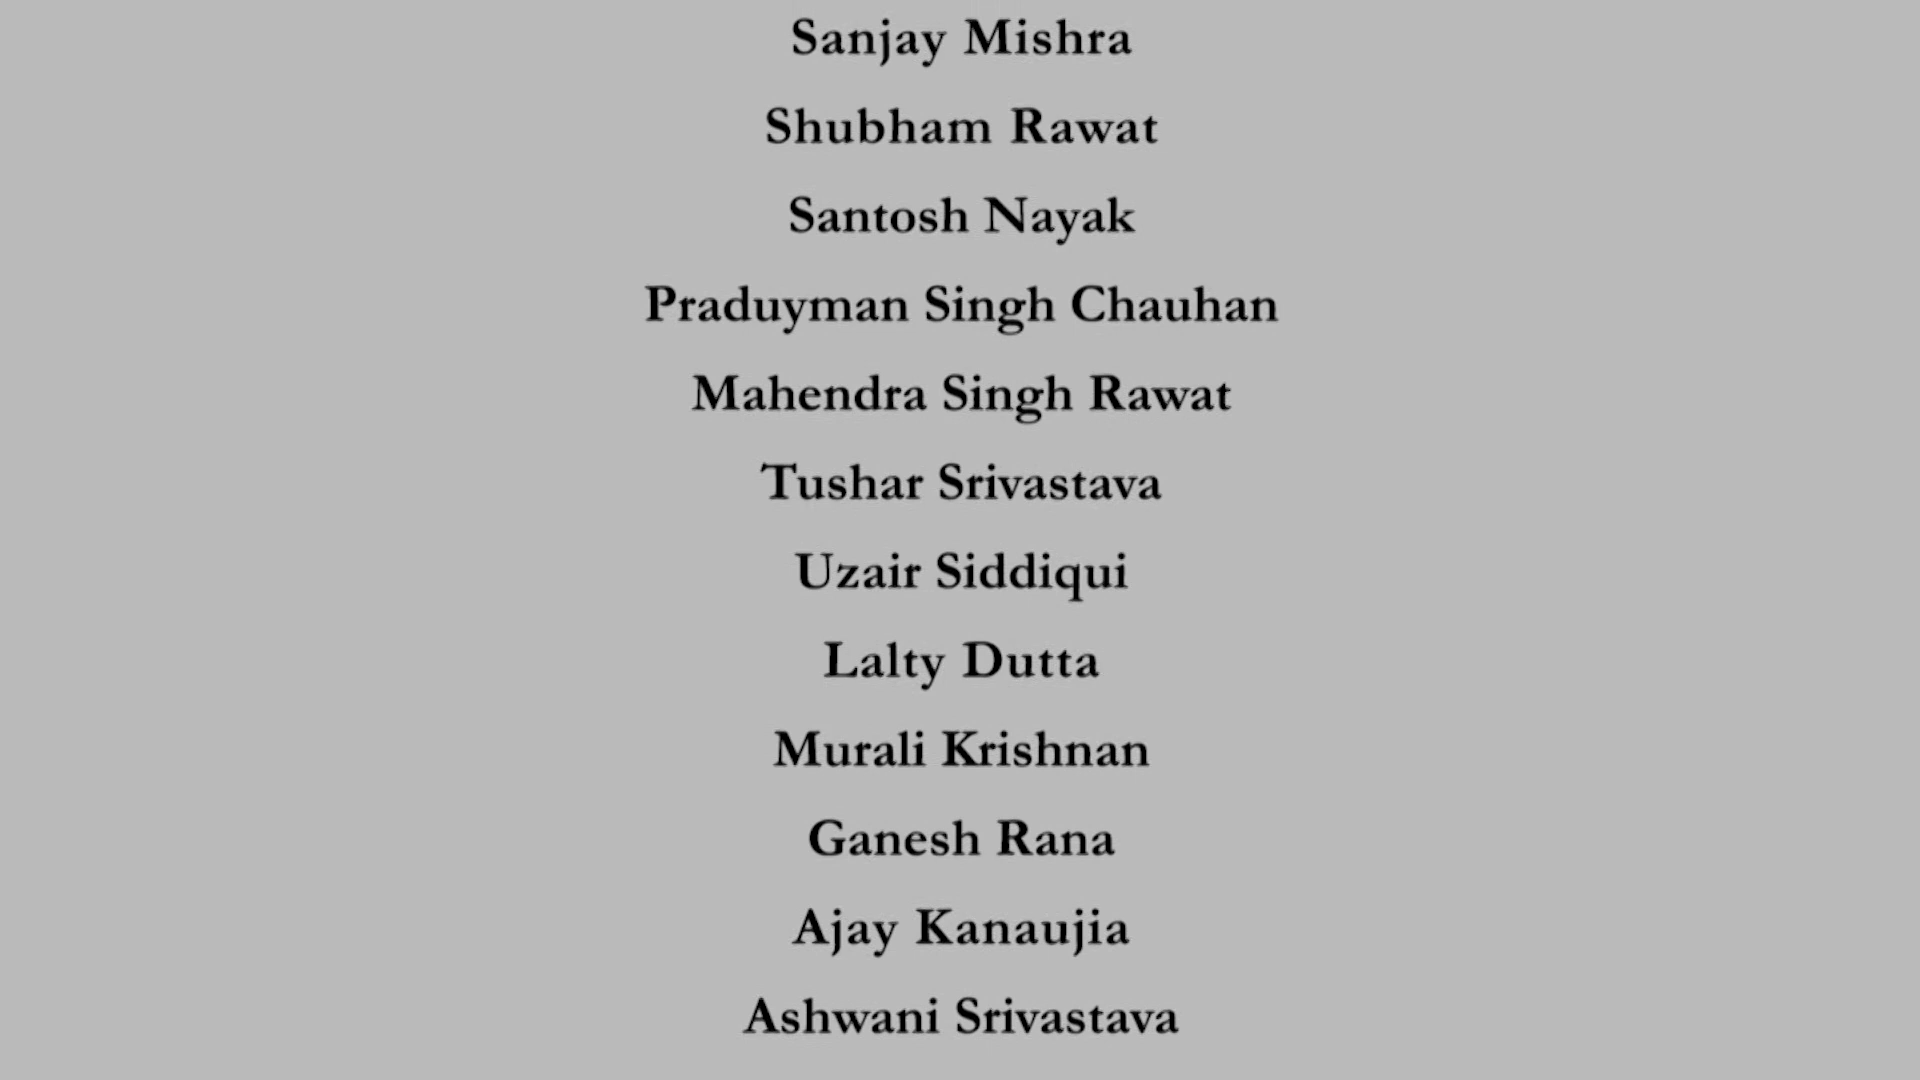 Sanjay Mishra
Shubham Rawat
Santosh Nayak
Praduyman Singh Chauhan
Mahendra Singh Rawat
Tushar Srivastava
Uzair Siddiqui
Lalty Dutta
Murali Krishnan
Ganesh Rana
Ajay Kanaujia
Ashwani Srivastava